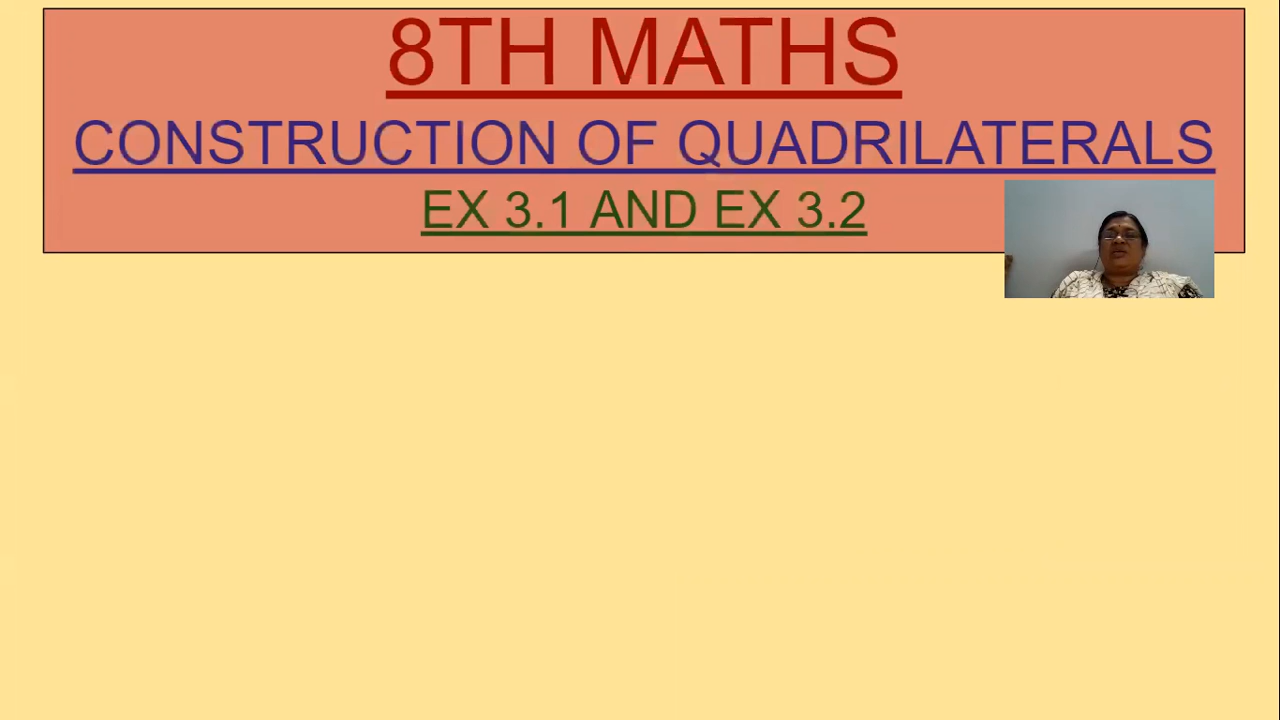 8TH MATHS
CONSTRUCTION OF QUADRILATERALS
EX 3.1 AND EX 3.2